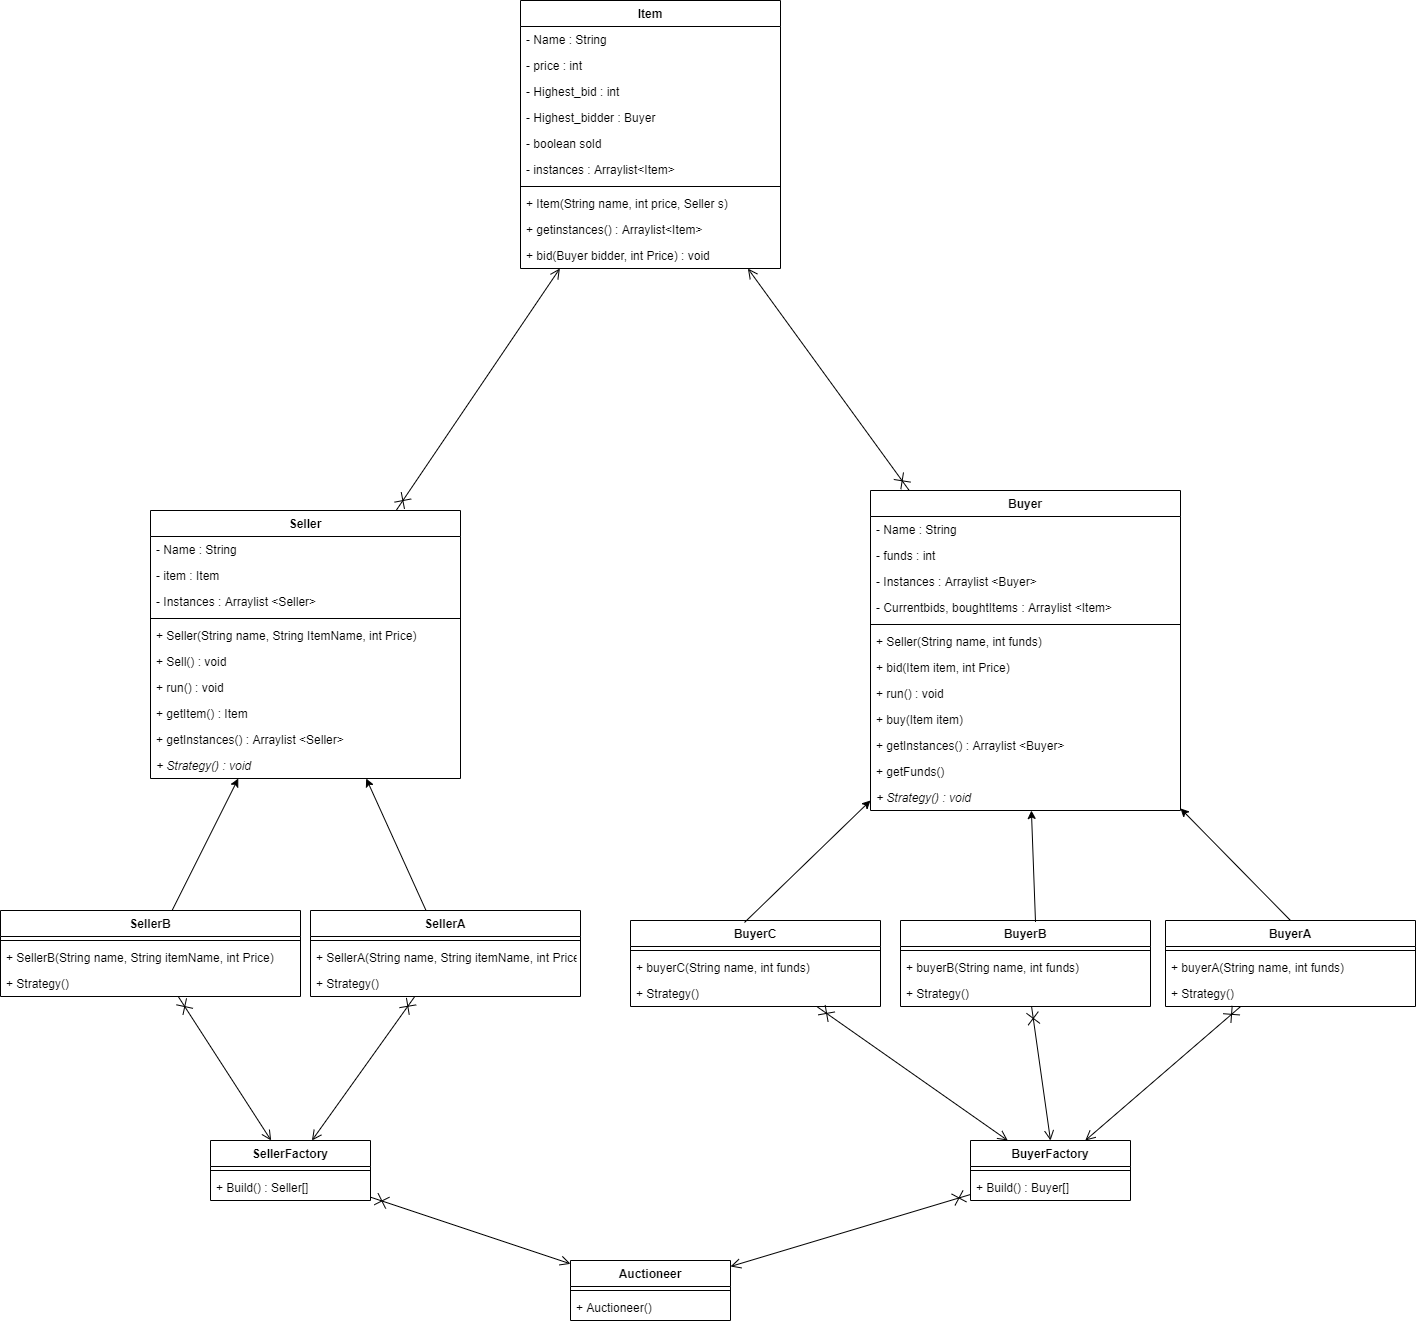 Item
- Name : String
- price : int
- Highest_bid : int
- Highest_bidder : Buyer
- boolean sold
- instances : Arraylist<Item>
+ Item(String name, int price, Seller s)
+ getinstances() : Arraylist<Item>
+ bid(Buyer bidder, int Price) : void
Seller
- Name : String
- item : Item
- Instances : Arraylist <Seller>
+ Seller(String name, String ItemName, int Price)
+ Sell() : void
+ run() : void
+ getItem() : Item
+ getInstances() : Arraylist <Seller>
+ Strategy() : void
Buyer
- Name : String
- funds : int
- Instances : Arraylist <Buyer>
- Currentbids, boughtItems : Arraylist <Item>
+ Seller(String name, int funds)
+ bid(Item item, int Price)
+ run() : void
+ buy(Item item)
+ getInstances() : Arraylist <Buyer>
+ getFunds()
+ Strategy() : void
SellerB
+ SellerB(String name, String itemName, int Price)
+ Strategy()
SellerA
+ SellerA(String name, String itemName, int Price
+ Strategy()
BuyerC
+ buyerC(String name, int funds)
+ Strategy()
BuyerB
+ buyerB(String name, int funds)
+ Strategy()
BuyerA
+ buyerA(String name, int funds)
+ Strategy()
SellerFactory
+ Build() : Seller[]
BuyerFactory
+ Build() : Buyer[]
Auctioneer
+ Auctioneer()